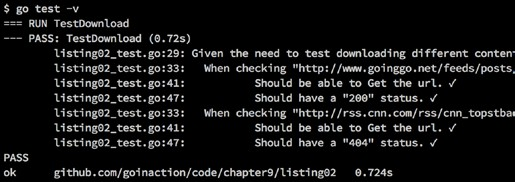 $ go test -v
=== RUN TestDownload
--- PASS: TestDownload (0.72s)
listing02_test.go:29: Given the need to test downloading different conten
listing02_test.go:33: When checking "http://www.goinggo.net/feeds/posts/
listing02_test.go:41: Should be able to Get the url. ✓
listing02_test.go:47: Should have a "200" status. ✓
listing02_test.go:33: When checking "http://rss.cnn.com/rss/cnn_topstbad
listing02_test.go:41: Should be able to Get the url. ✓
listing02_test.go:47: Should have a "404" status. ✓
PASS
ok github.com/goinaction/code/chapter9/listing02 0.724s